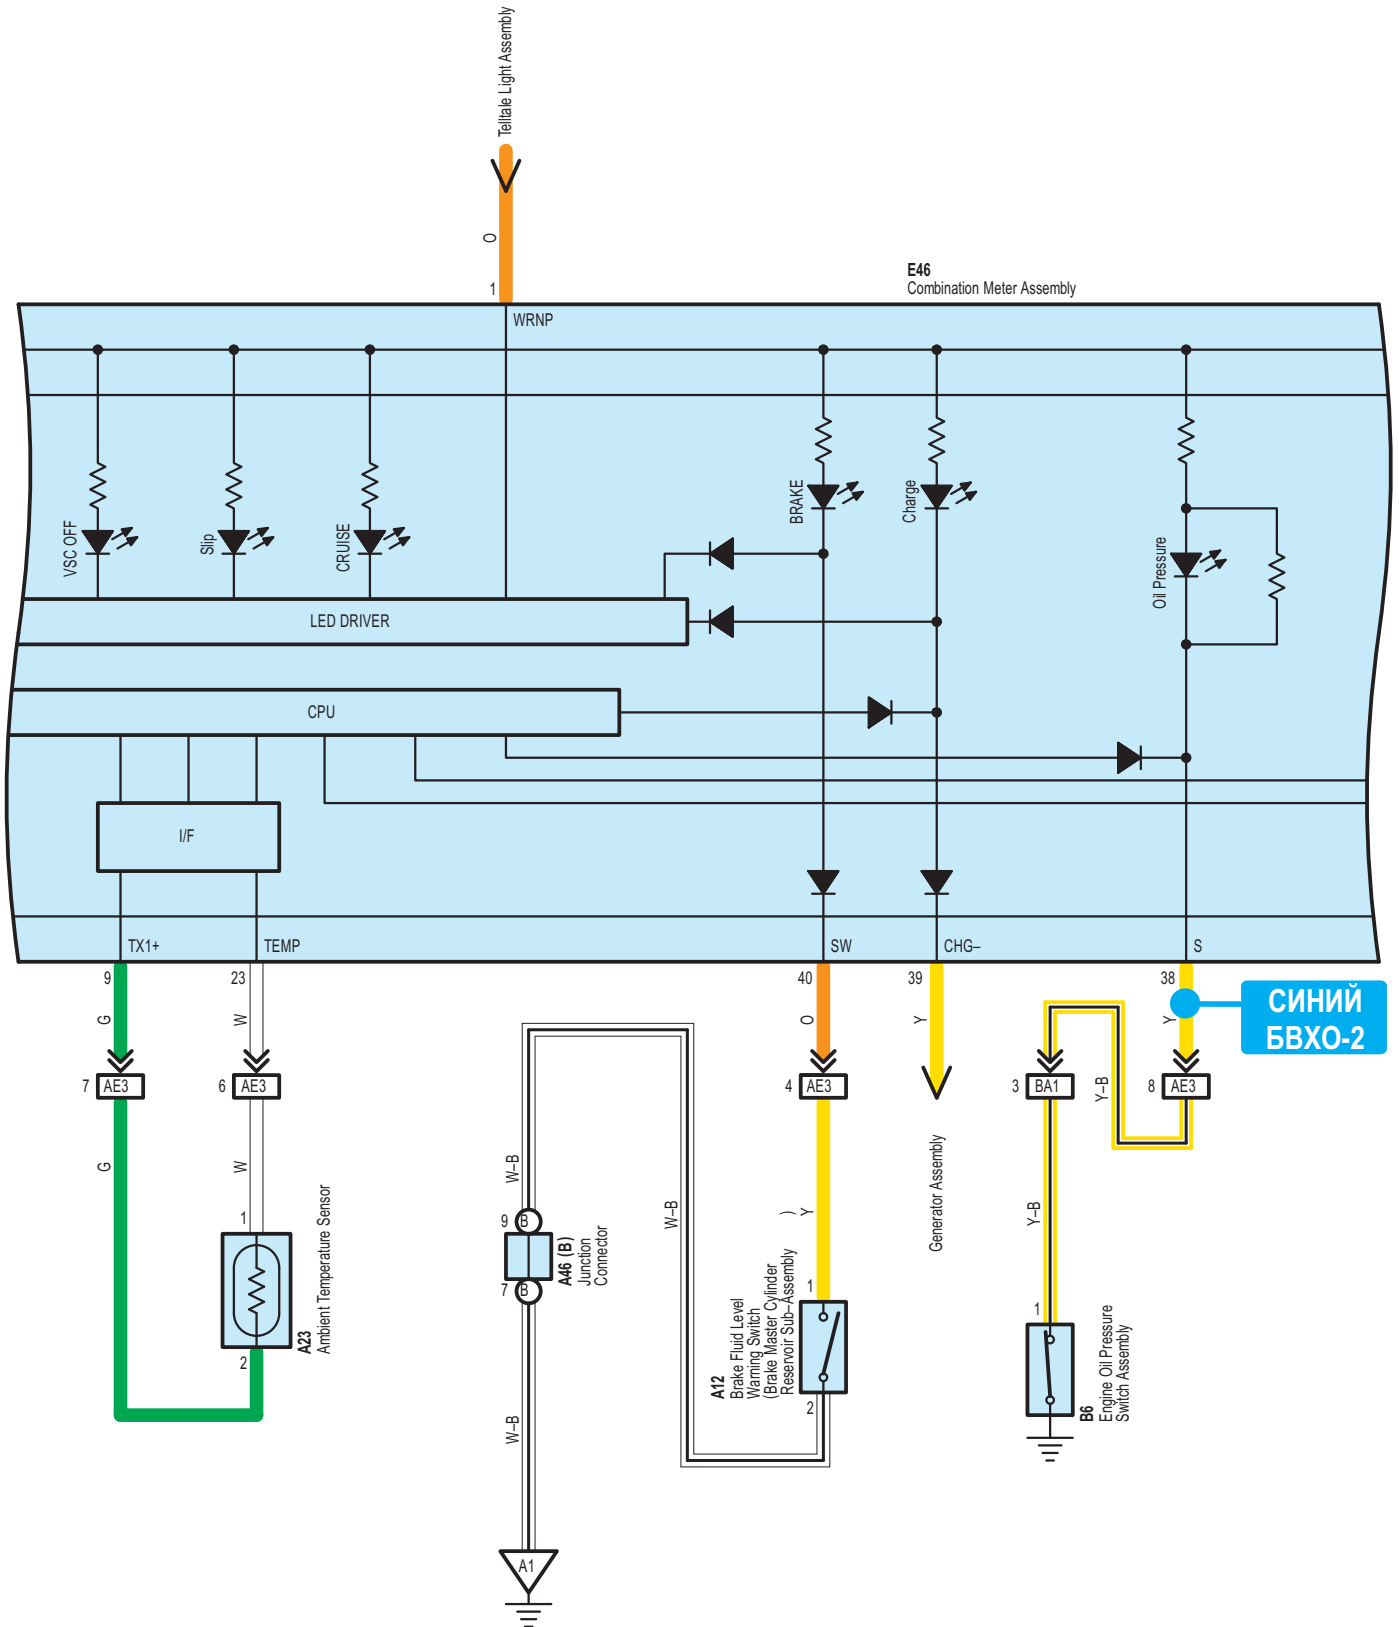 Telltale Light Assembly
O
1
E46
Combination Meter Assembly
WRNP
VSC OFF
Slip
CRUISE
BRAKE
Charge
Oil Pressure
LED DRIVER
CPU
I/F
TX1+
TEMP
SW
CHG–
S
9
23
40
39
38
G
W
O
Y
Y
СИНИЙ
БВХО-2
7
AE3
6
AE3
4
AE3
3
BA1
Y–B
8
AE3
G
W
W–B
W–B
Y
Y–B
1
2
A23
Ambient Temperature Sensor
9
B
7
B
A46 (B)
Junction
Connector
W–B
A1
1
2
A12
Brake Fluid Level
Warning Switch
(Brake Master Cylinder
Reservoir Sub–Assembly
)
Generator Assembly
1
B6
Engine Oil Pressure
Switch Assembly